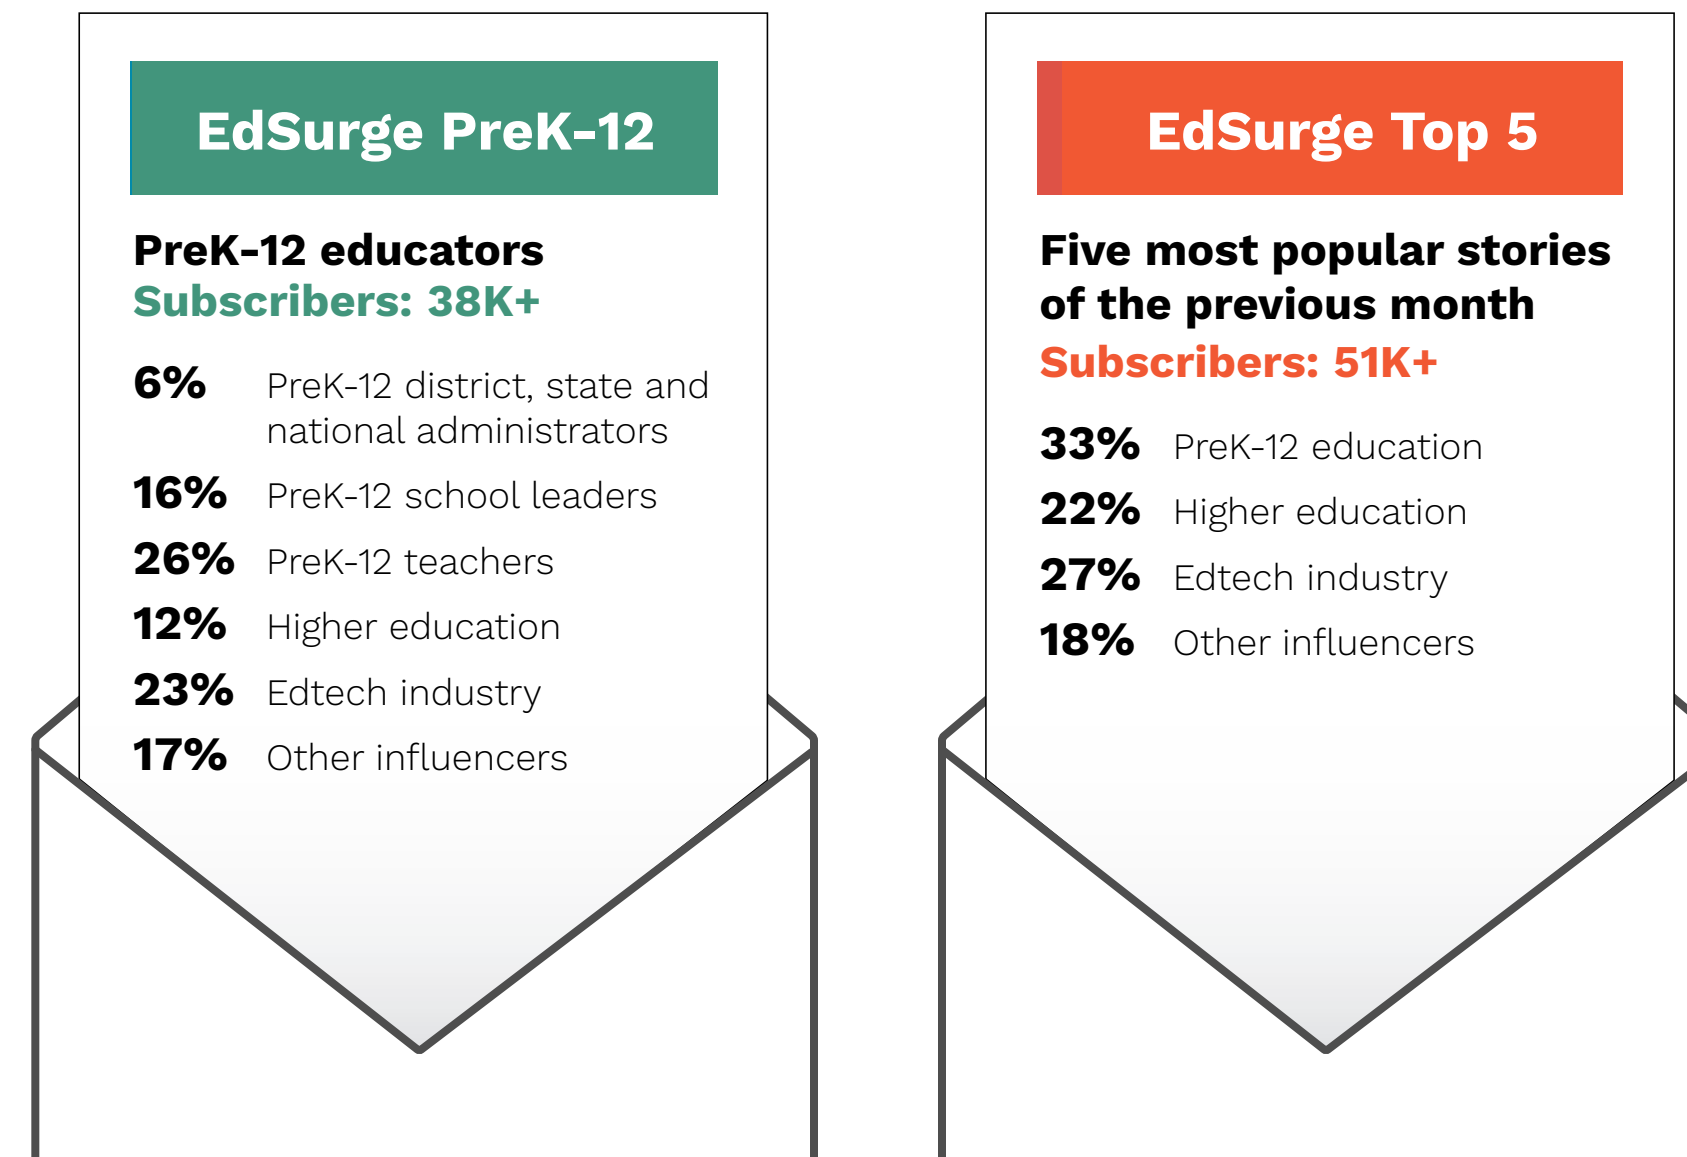 EdSurge PreK-12
PreK-12 educators
Subscribers: 38K+
6% PreK-12 district, state and
national administrators
16% PreK-12 school leaders
26% PreK-12 teachers
12% Higher education
23% Edtech industry
17% Other influencers
EdSurge Top 5
Five most popular stories
of the previous month
Subscribers: 51K+
33% PreK-12 education
22% Higher education
27% Edtech industry
18% Other influencers